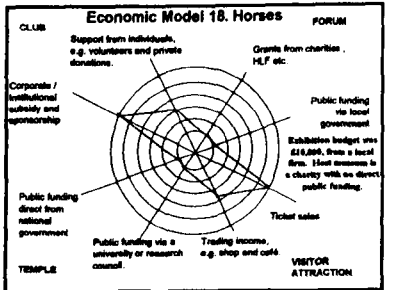 Economic Model 18. Horses
CLUB
FORUM
Support from individuals,
e.g. volunteers and private
donations.
Grants from charities,
HLF etc.
Corporate /
Institutional
subsidy and
sponsorship
Public funding
via local
government
Exhibition budget was
£10,000, from a local
firm. Host museum is
a charity with no direct
public funding.
Public funding
direct from
national
government
Ticket sales
Public funding via a
university or research
council.
Trading income,
e.g. shop and café
TEMPLE
VISITOR
ATTRACTION